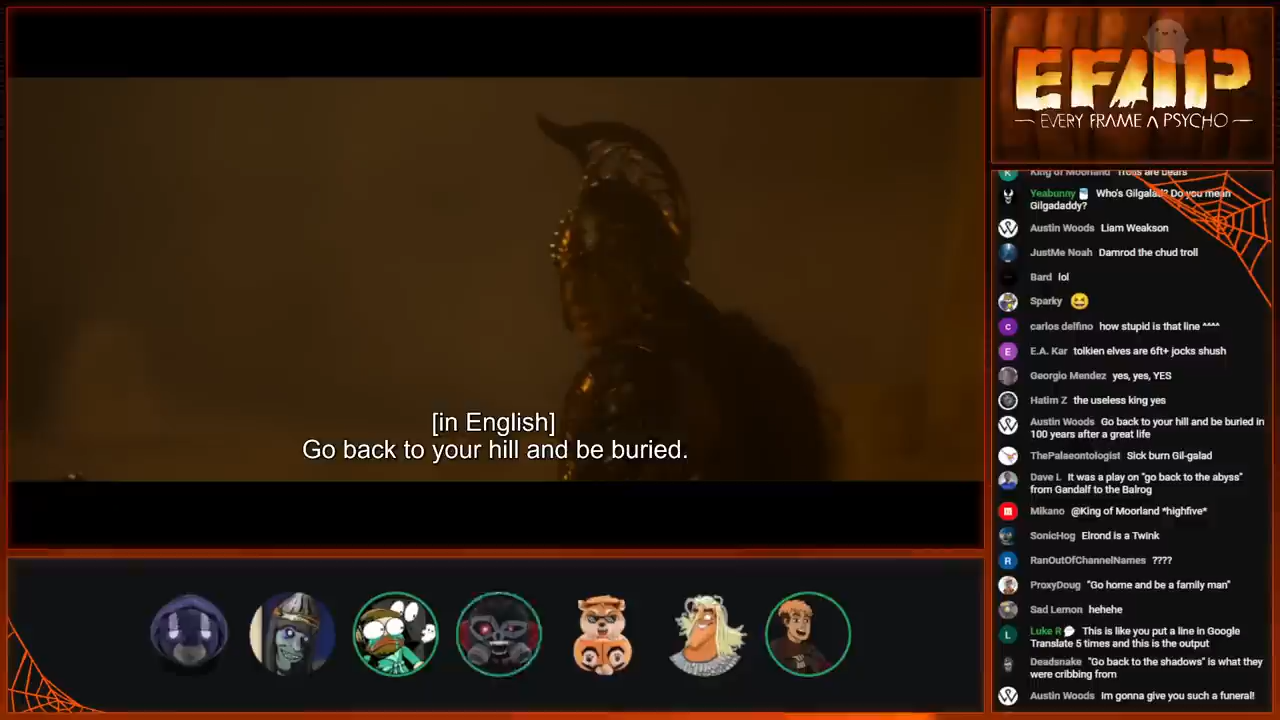 [in English]
Go back to your hill and be buried.
EFAP
EVERY FRAME A PSYCHO
King of Moorland Trolls are bears
Yeabunny Who's Gilgalad? Do you mean
Gilgadaddy?
Austin Woods Liam Weakson
JustMe Noah Damrod the chud troll
Bard lol
Sparky 😆
carlos delfino how stupid is that line ^^^^
E.A. Kar tolkien elves are 6ft+ jocks shush
Georgio Mendez yes, yes, YES
Hatim Z the useless king yes
Austin Woods Go back to your hill and be buried in
100 years after a great life
ThePalaeontologist Sick burn Gil-galad
Dave L It was a play on "go back to the abyss"
from Gandalf to the Balrog
Mikano @King of Moorland *highfive*
SonicHog Elrond is a Twink
RanOutOfChannelNames ????
ProxyDoug "Go home and be a family man"
Sad Lemon hehehe
Luke R This is like you put a line in Google
Translate 5 times and this is the output
Deadsnake "Go back to the shadows" is what they
were cribbing from
Austin Woods Im gonna give you such a funeral!